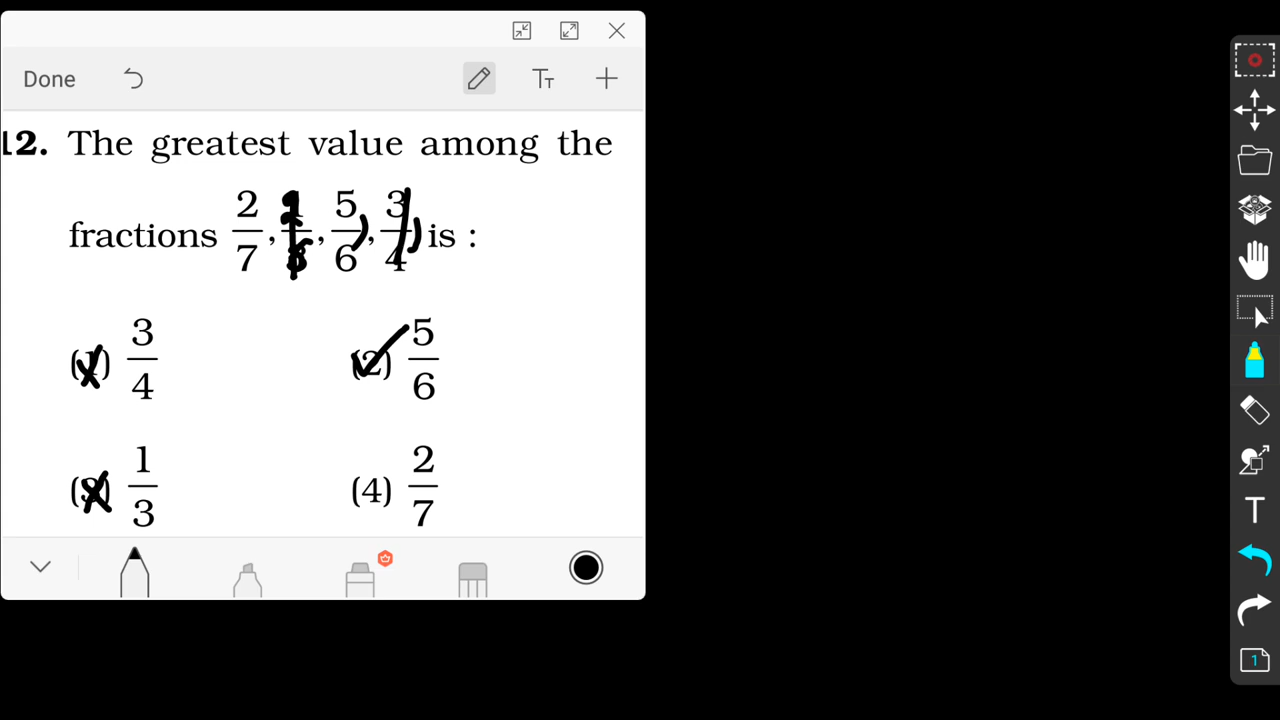 Done
12. The greatest value among the
fractions 2/7, 1/3, 5/6, 3/4 is :
(1) 3/4 (2) 5/6
(3) 1/3 (4) 2/7
T
1